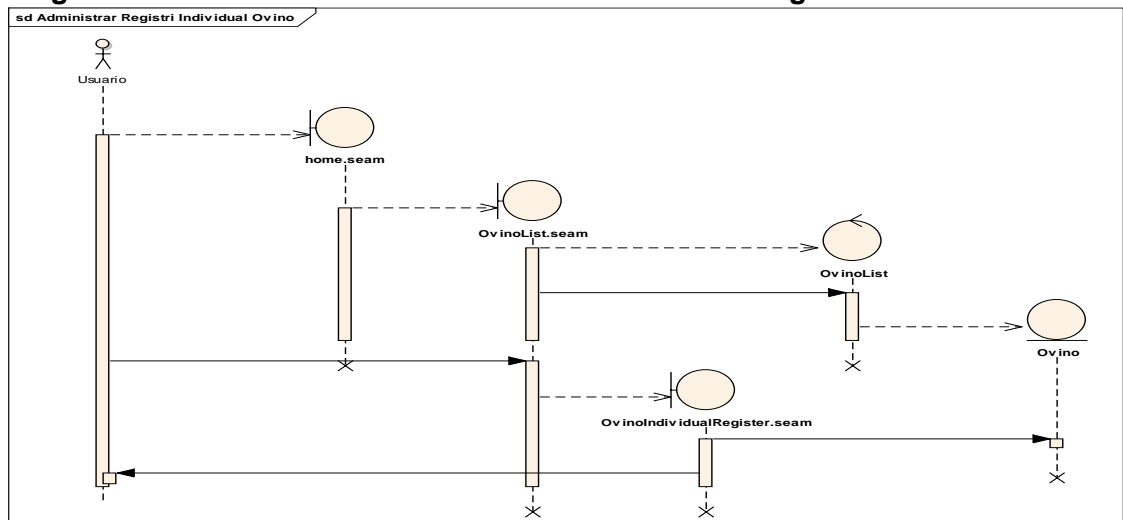 sd Administrar Registri Individual Ovino
Usuario
home.seam
OvinoList.seam
OvinoList
Ovino
OvinoIndividualRegister.seam